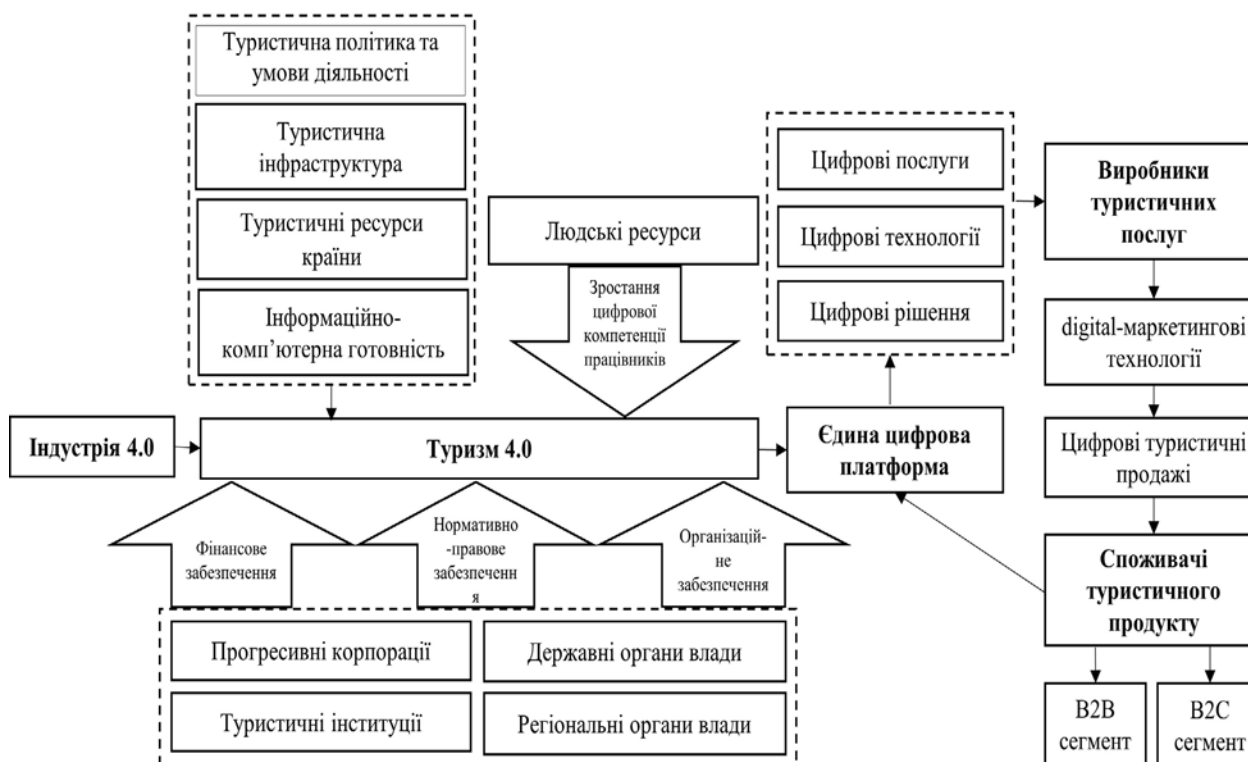 Туристична політика та
умови діяльності
Туристична
інфраструктура
Туристичні ресурси
країни
Інформаційно-
комп’ютерна готовність
Людські ресурси
Зростання
цифрової
компетенції
працівників
Цифрові послуги
Цифрові технології
Цифрові рішення
Виробники
туристичних
послуг
digital-маркетингові
технології
Індустрія 4.0
Туризм 4.0
Єдина цифрова
платформа
Цифрові туристичні
продажі
Фінансове
забезпечення
Нормативно
-правове
забезпеченн
я
Організацій-
не
забезпечення
Споживачі
туристичного
продукту
Прогресивні корпорації
Державні органи влади
Туристичні інституції
Регіональні органи влади
B2B
сегмент
B2C
сегмент